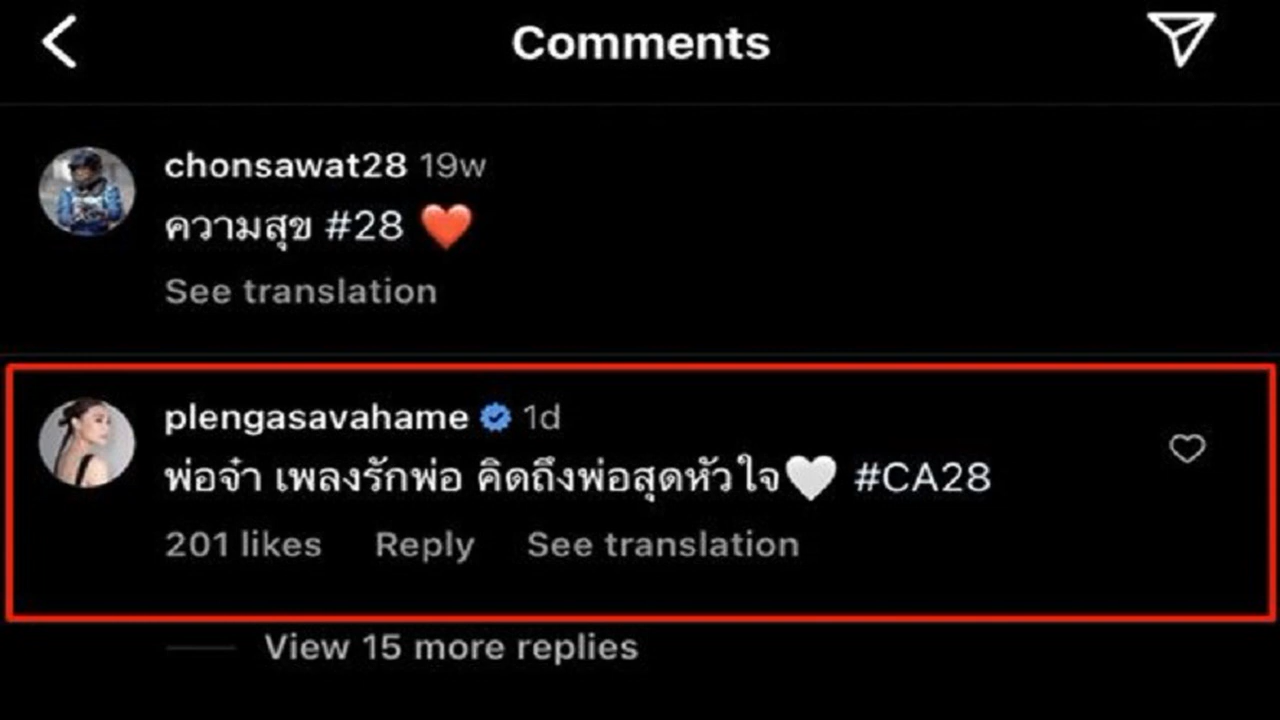 Comments
chonsawat28 19w
ความสุข #28 ❤️
See translation
plengasavahame 1d
พ่อจ๋า เพลงรักพ่อ คิดถึงพ่อสุดหัวใจ🤍 #CA28
201 likes Reply See translation
View 15 more replies